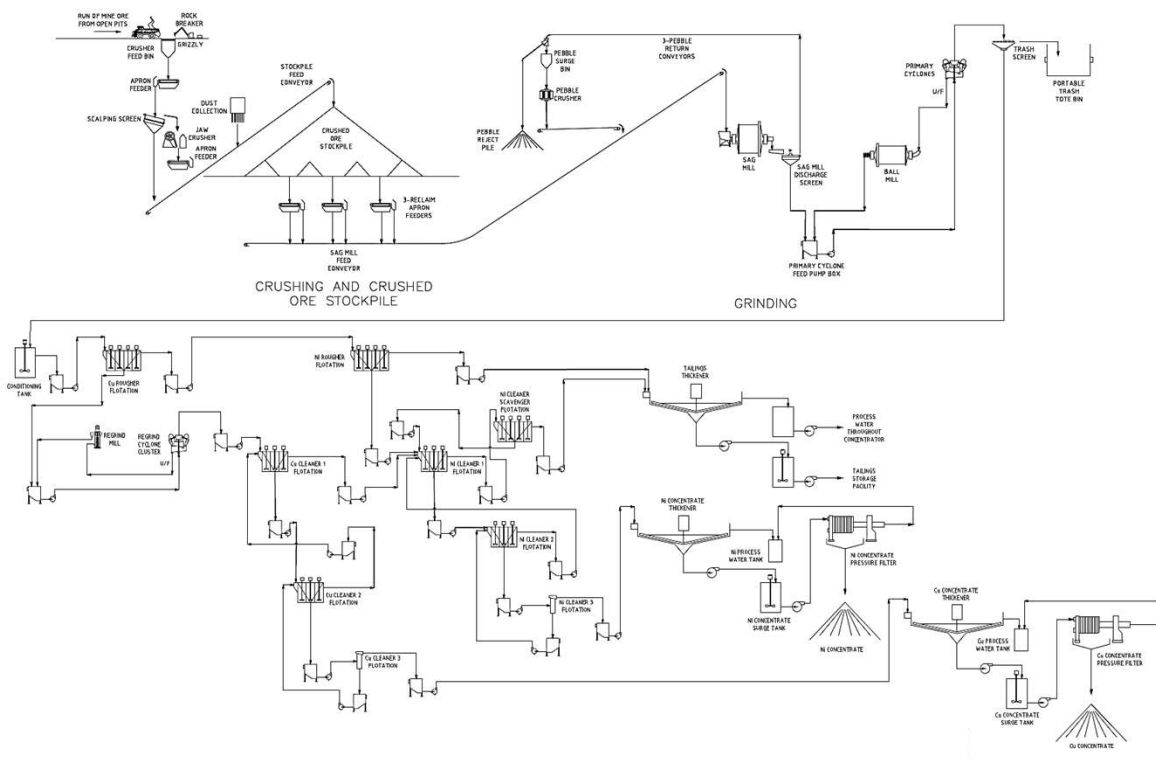 RUN OF MINE ORE
FROM OPEN PITS
ROCK
BREAKER
GRIZZLY
CRUSHER
FEED BIN
APRON
FEEDER
SCALPING SCREEN
JAW
CRUSHER
APRON
FEEDER
DUST
COLLECTION
STOCKPILE
FEED
CONVEYOR
CRUSHED
ORE
STOCKPILE
3-RECLAIM
APRON
FEEDERS
SAG MILL
FEED
CONVEYOR
CRUSHING AND CRUSHED
ORE STOCKPILE
PEBBLE
SURGE
BIN
PEBBLE
CRUSHER
PEBBLE
REJECT
PILE
3-PEBBLE
RETURN
CONVEYORS
SAG
MILL
SAG MILL
DISCHARGE
SCREEN
PRIMARY CYCLONE
FEED PUMP BOX
BALL
MILL
PRIMARY
CYCLONES
U/F
TRASH
SCREEN
PORTABLE
TRASH
TOTE BIN
GRINDING
CONDITIONING
TANK
Cu ROUGHER
FLOTATION
Ni ROUGHER
FLOTATION
REGRIND
MILL
REGRIND
CYCLONE
CLUSTER
U/F
Cu CLEANER 1
FLOTATION
Cu CLEANER 2
FLOTATION
Cu CLEANER 3
FLOTATION
Ni CLEANER
SCAVENGER
FLOTATION
Ni CLEANER 1
FLOTATION
Ni CLEANER 2
FLOTATION
Ni CLEANER 3
FLOTATION
TAILINGS
THICKENER
PROCESS
WATER
THROUGHOUT
CONCENTRATOR
TAILINGS
STORAGE
FACILITY
Ni CONCENTRATE
THICKENER
Ni PROCESS
WATER TANK
Ni CONCENTRATE
SURGE TANK
Ni CONCENTRATE
PRESSURE FILTER
Ni CONCENTRATE
Cu CONCENTRATE
THICKENER
Cu PROCESS
WATER TANK
Cu CONCENTRATE
SURGE TANK
Cu CONCENTRATE
PRESSURE FILTER
Cu CONCENTRATE